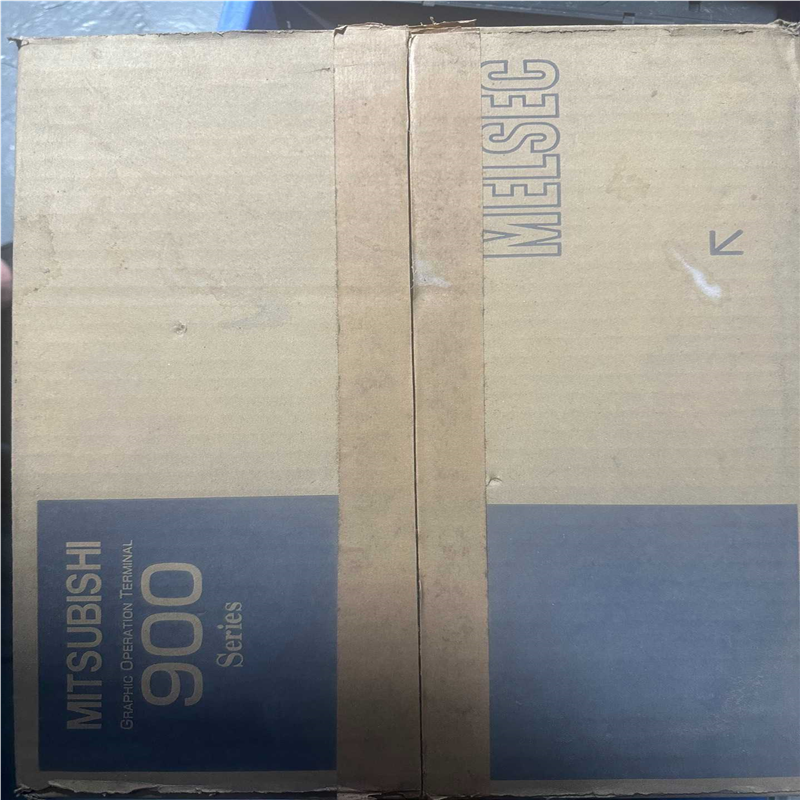 MELSEC
MITSUBISHI
GRAPHIC OPERATION TERMINAL
900
Series